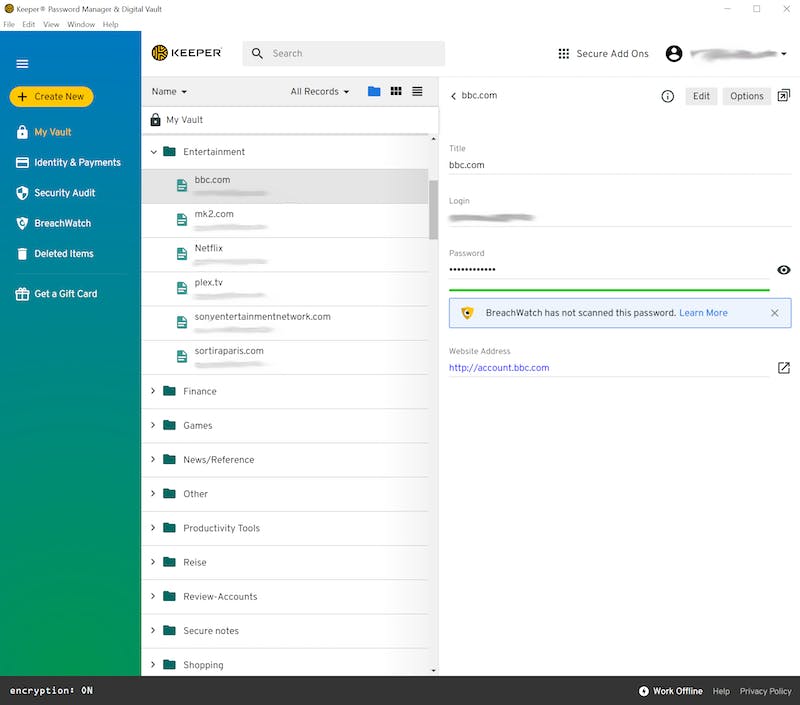 Keeper® Password Manager & Digital Vault
File Edit View Window Help
KEEPER
Search
Secure Add Ons
Create New
My Vault
Identity & Payments
Security Audit
BreachWatch
Deleted Items
Get a Gift Card
Name
All Records
My Vault
Entertainment
bbc.com
mk2.com
Netflix
plex.tv
sonyentertainmentnetwork.com
sortiraparis.com
Finance
Games
News/Reference
Other
Productivity Tools
Reise
Review-Accounts
Secure notes
Shopping
bbc.com
Edit
Options
Title
bbc.com
Login
Password
••••••••••••
BreachWatch has not scanned this password. Learn More
Website Address
http://account.bbc.com
encryption: ON
Work Offline Help Privacy Policy